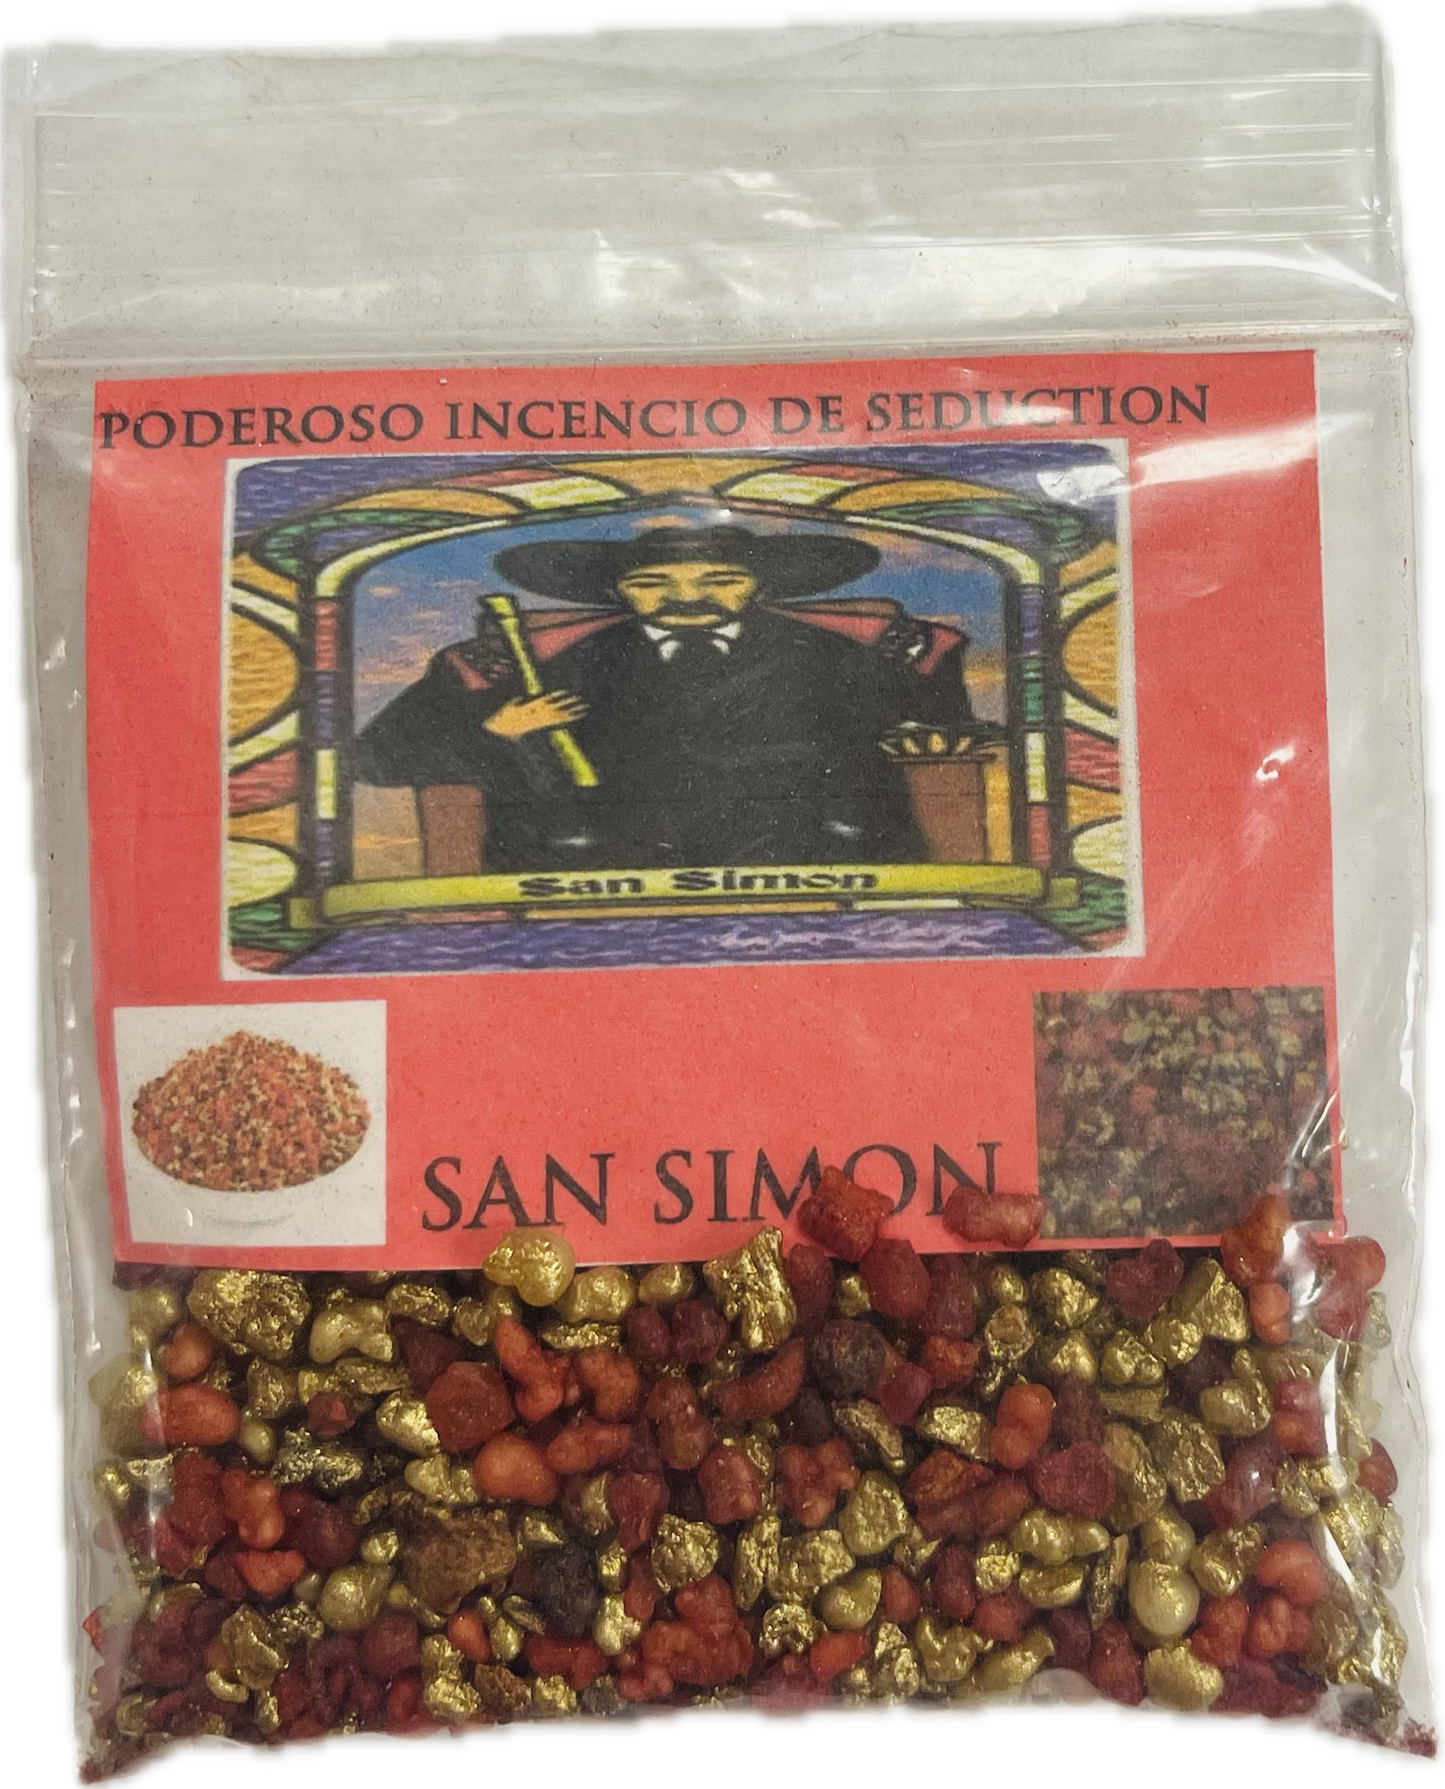 PODEROSO INCENCIO DE SEDUCTION
San Simon
SAN SIMON